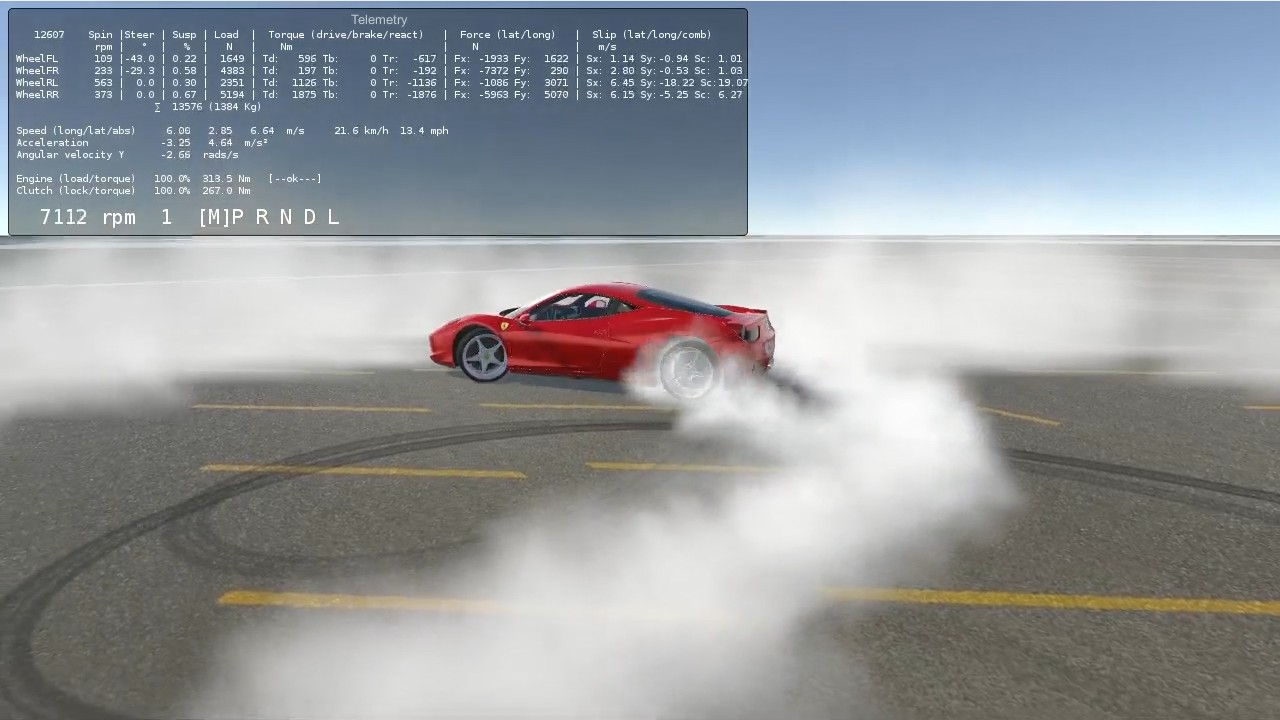 Telemetry
12607 Spin |Steer | Susp | Load | Torque (drive/brake/react) | Force (lat/long) | Slip (lat/long/comb)
rpm | ° | % | N | Nm | N | m/s
WheelFL 109 |-43.0 | 0.22 | 1649 | Td: 596 Tb: 0 Tr: -617 | Fx: -1933 Fy: 1622 | Sx: 1.14 Sy:-0.94 Sc: 1.01
WheelFR 233 |-29.3 | 0.58 | 4383 | Td: 197 Tb: 0 Tr: -192 | Fx: -7372 Fy: 290 | Sx: 2.80 Sy:-0.53 Sc: 1.03
WheelRL 563 | 0.0 | 0.30 | 2351 | Td: 1126 Tb: 0 Tr: -1136 | Fx: -1086 Fy: 3071 | Sx: 6.45 Sy:-18.22 Sc:19.07
WheelRR 373 | 0.0 | 0.67 | 5194 | Td: 1875 Tb: 0 Tr: -1876 | Fx: -5963 Fy: 5070 | Sx: 6.15 Sy:-5.25 Sc: 6.27
Σ 13576 (1384 Kg)
Speed (long/lat/abs) 6.00 2.85 6.64 m/s 21.6 km/h 13.4 mph
Acceleration -3.25 4.64 m/s²
Angular velocity Y -2.66 rads/s
Engine (load/torque) 100.0% 313.5 Nm [--ok---]
Clutch (lock/torque) 100.0% 267.0 Nm
7112 rpm 1 [M]P R N D L